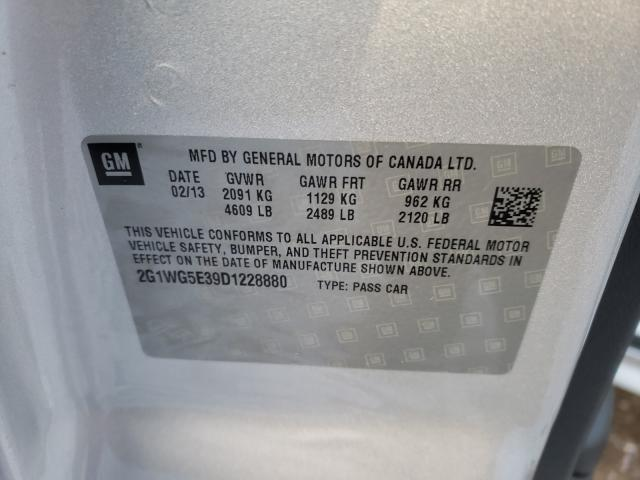 GM MFD BY GENERAL MOTORS OF CANADA LTD.
DATE GVWR GAWR FRT GAWR RR
02/13 2091 KG 1129 KG 962 KG
4609 LB 2489 LB 2120 LB
THIS VEHICLE CONFORMS TO ALL APPLICABLE U.S. FEDERAL MOTOR
VEHICLE SAFETY, BUMPER, AND THEFT PREVENTION STANDARDS IN
EFFECT ON THE DATE OF MANUFACTURE SHOWN ABOVE.
2G1WG5E39D1228880 TYPE: PASS CAR